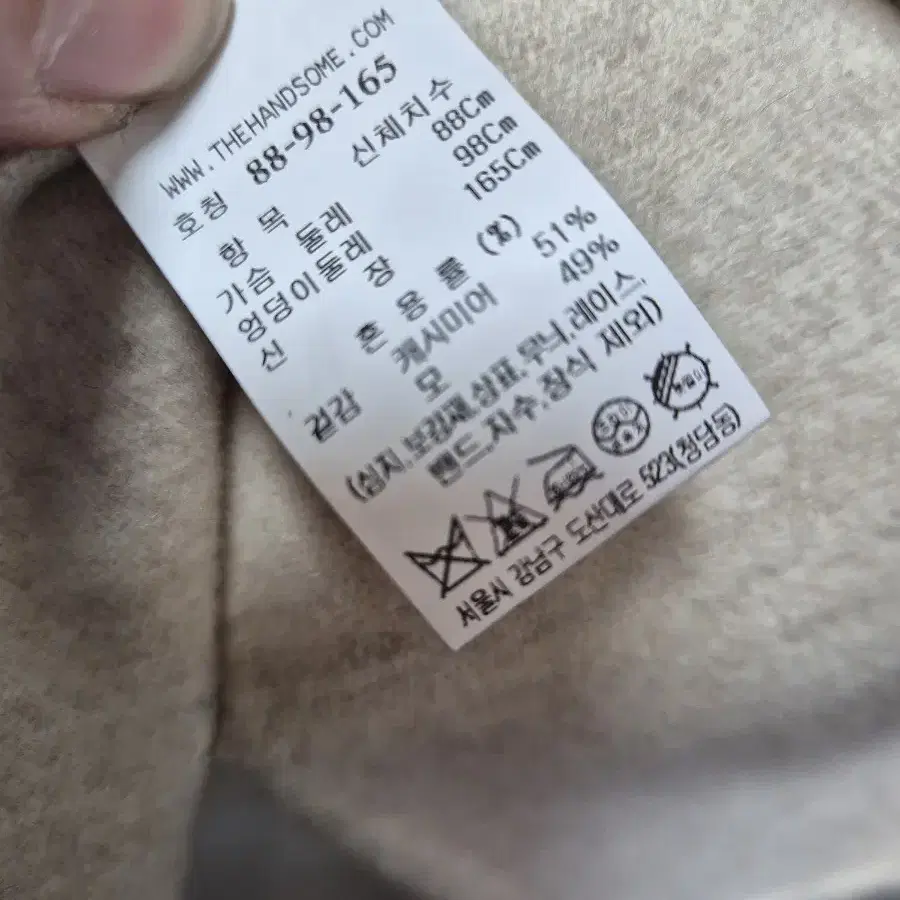 WWW.THEHANDSOME.COM
호칭 88-98-165
항 목 신체치수
가슴 둘레 88Cm
엉덩이둘레 98Cm
신 장 165Cm
혼 용 률 (%)
겉감 캐시미어 51%
모 49%
(심지,보강재,상표,무늬,레이스,
밴드,자수,장식 제외)
서울시 강남구 도산대로 523(청담동)